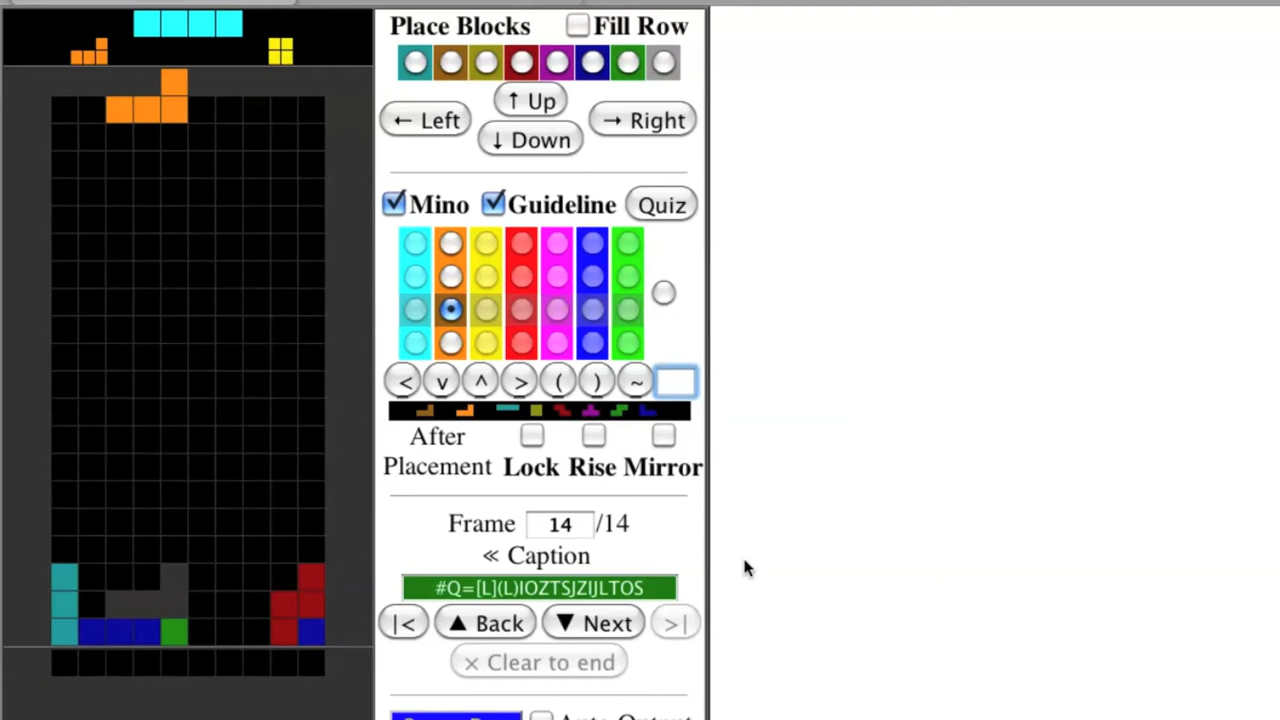 Place Blocks Fill Row
↑ Up
← Left → Right
↓ Down
Mino Guideline Quiz
< v ^ > ( ) ~
After
Placement Lock Rise Mirror
Frame 14 /14
≪ Caption
#Q=[L](L)IOZTSJZIJLTOS
|< ▲ Back ▼ Next >|
× Clear to end